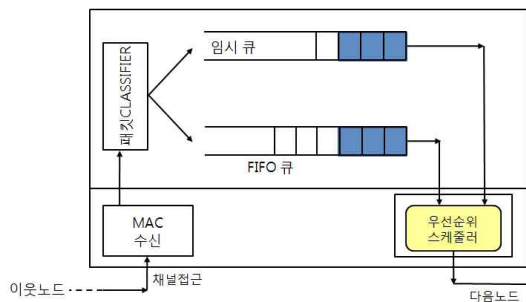 임시 큐
패킷CLASSIFIER
FIFO 큐
MAC
수신
우선순위
스케줄러
채널접근
이웃노드
다음노드